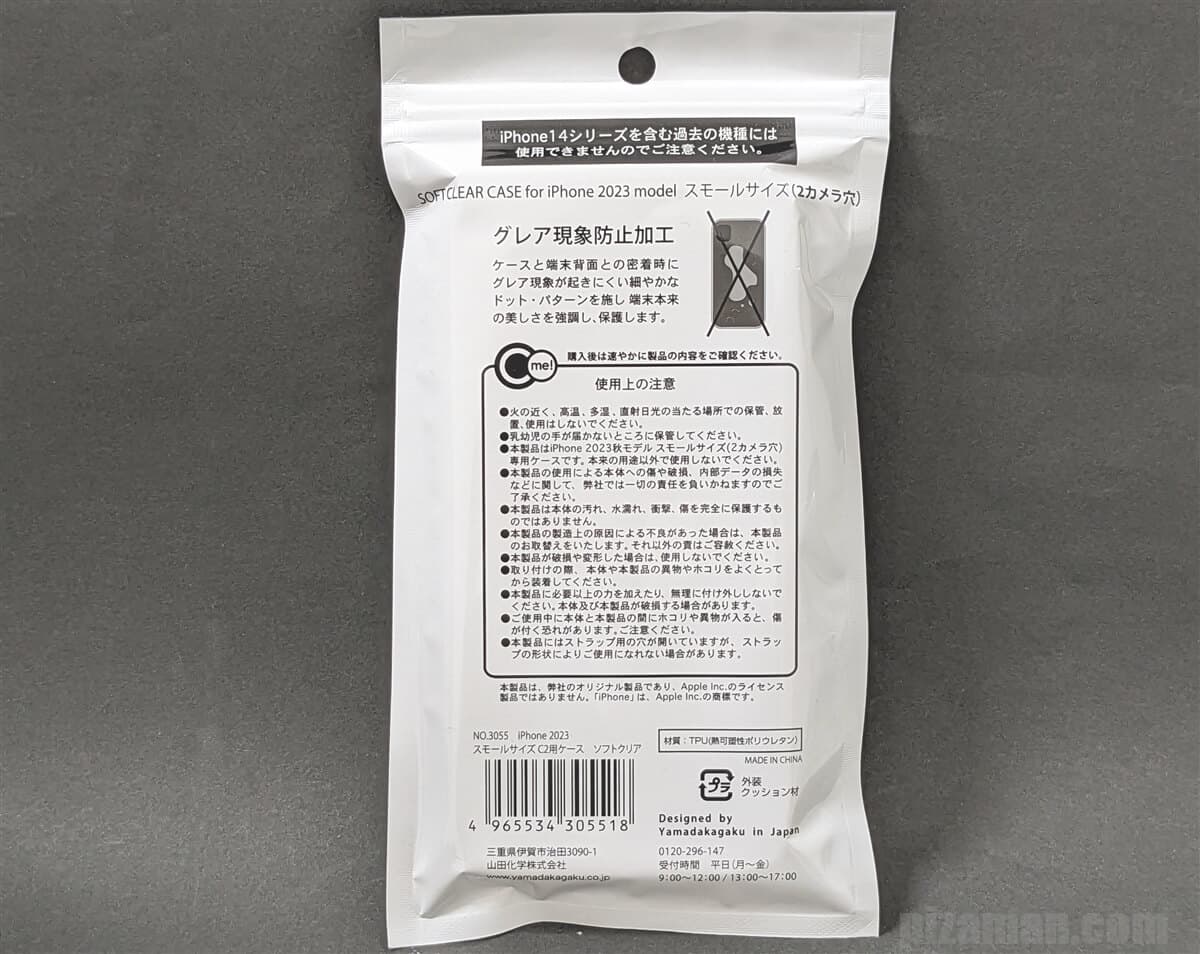 iPhone14シリーズを含む過去の機種には
使用できませんのでご注意ください。
SOFTCLEAR CASE for iPhone 2023 model スモールサイズ(2カメラ穴)
グレア現象防止加工
ケースと端末背面との密着時に
グレア現象が起きにくい細やかな
ドット・パターンを施し 端末本来
の美しさを強調し、保護します。
me!
購入後は速やかに製品の内容をご確認ください。
使用上の注意
●火の近く、高温、多湿、直射日光の当たる場所での保管、放
置、使用はしないでください。
●乳幼児の手が届かないところに保管してください。
●本製品はiPhone 2023秋モデル スモールサイズ(2カメラ穴)
専用ケースです。本来の用途以外で使用しないでください。
●本製品の使用による本体への傷や破損、内部データの損失
などに関して、弊社では一切の責任を負いかねますのでご
了承ください。
●本製品は本体の汚れ、水濡れ、衝撃、傷を完全に保護するも
のではありません。
●本製品の製造上の原因による不良があった場合は、本製品
のお取替えをいたします。それ以外の責はご容赦ください。
●本製品が破損や変形した場合は、使用しないでください。
●取り付けの際、本体や本製品の異物やホコリをよくとって
から装着してください。
●本製品に必要以上の力を加えたり、無理に付け外ししないで
ください。本体及び本製品が破損する場合があります。
●ご使用中に本体と本製品の間にホコリや異物が入ると、傷
が付く恐れがあります。ご注意ください。
●本製品にはストラップ用の穴が開いていますが、ストラッ
プの形状によりご使用になれない場合があります。
本製品は、弊社のオリジナル製品であり、Apple Inc.のライセンス
製品ではありません。「iPhone」は、Apple Inc.の商標です。
NO.3055 iPhone 2023
スモールサイズ C2用ケース ソフトクリア
材質:TPU(熱可塑性ポリウレタン)
MADE IN CHINA
プラ
外装
クッション材
4 965534 305518
Designed by
Yamadakagaku in Japan
三重県伊賀市治田3090-1
山田化学株式会社
www.yamadakagaku.co.jp
0120-296-147
受付時間 平日(月〜金)
9:00〜12:00 / 13:00〜17:00
pizaman.com